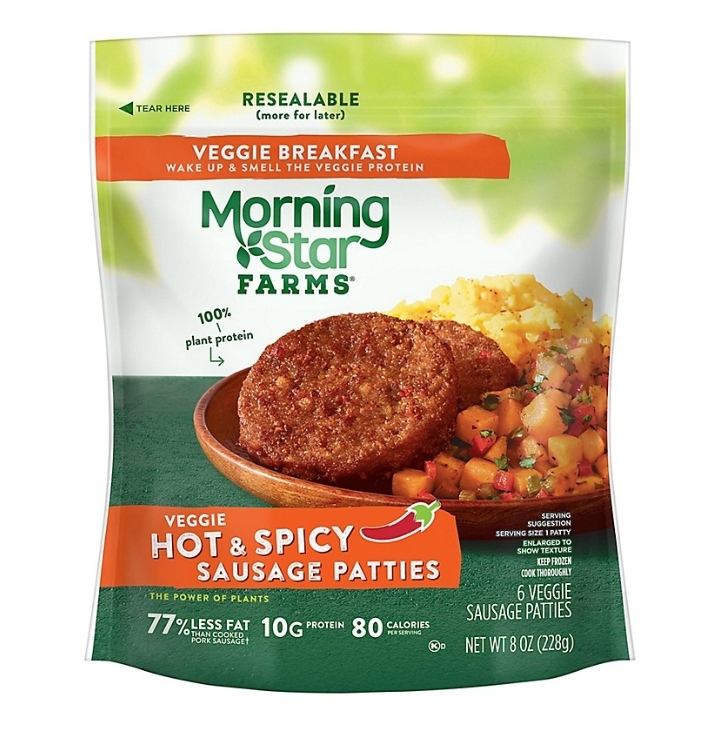 TEAR HERE
RESEALABLE
(more for later)
VEGGIE BREAKFAST
WAKE UP & SMELL THE VEGGIE PROTEIN
Morning
Star
FARMS®
100%
plant protein
VEGGIE
HOT & SPICY
SAUSAGE PATTIES
THE POWER OF PLANTS
77% LESS FAT
THAN COOKED
PORK SAUSAGE†
10G PROTEIN
80 CALORIES
PER SERVING
SERVING
SUGGESTION
SERVING SIZE 1 PATTY
ENLARGED TO
SHOW TEXTURE
KEEP FROZEN
COOK THOROUGHLY
6 VEGGIE
SAUSAGE PATTIES
K D
NET WT 8 OZ (228g)